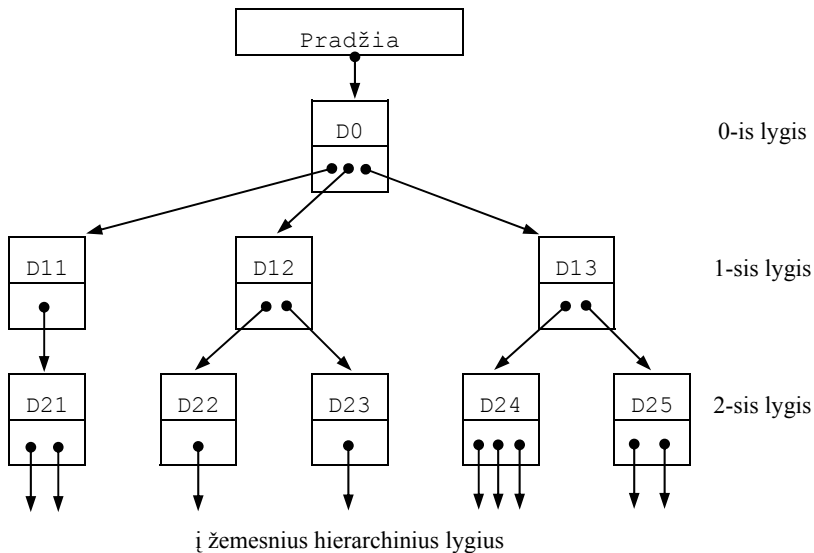 Pradžia
D0
0-is lygis
D11 D12 D13 1-sis lygis
D21 D22 D23 D24 D25 2-sis lygis
į žemesnius hierarchinius lygius